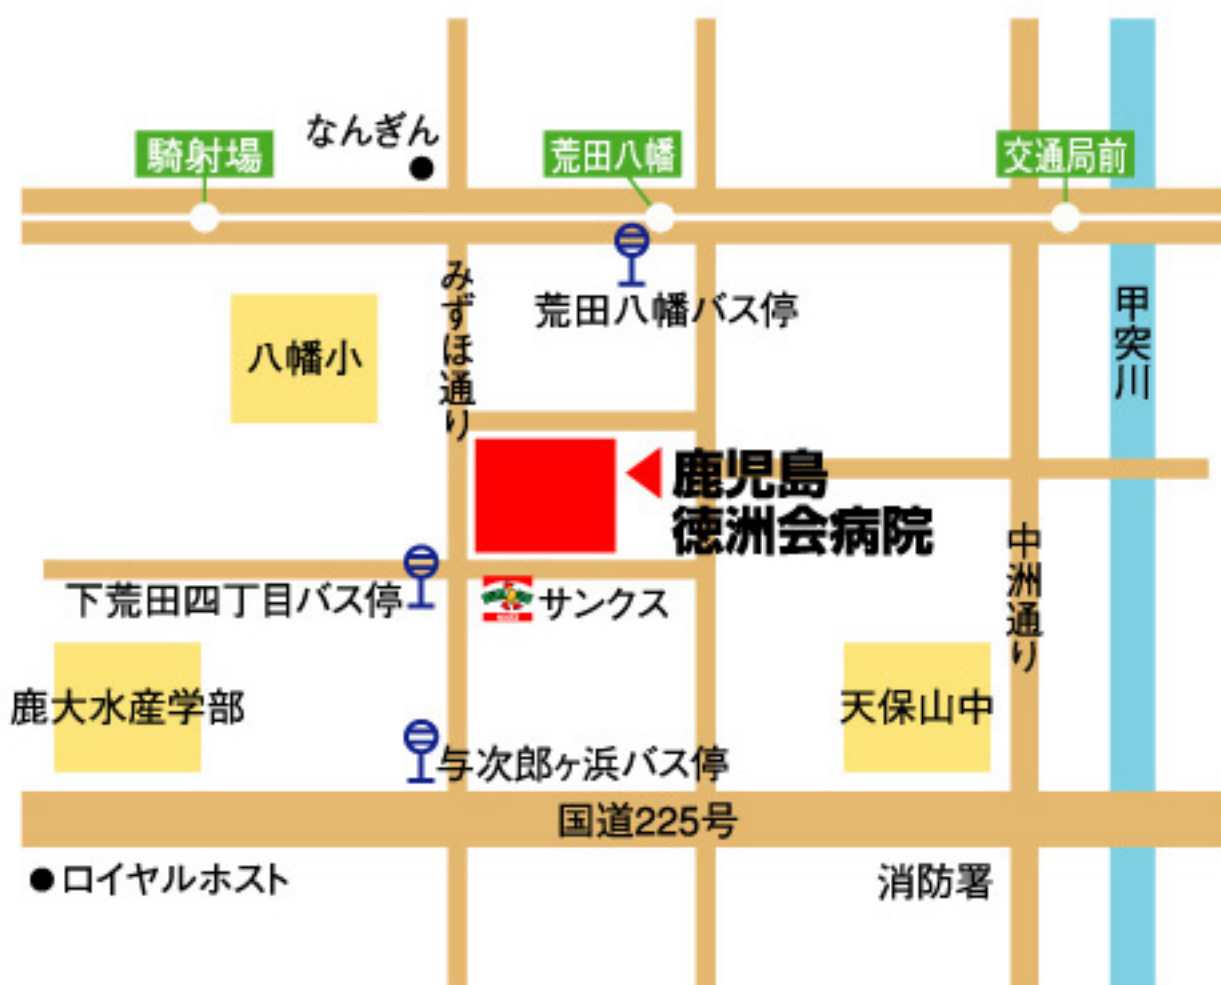 なんぎん
騎射場
荒田八幡
交通局前
みずほ通り
荒田八幡バス停
甲突川
八幡小
鹿児島
徳洲会病院
中洲通り
下荒田四丁目バス停
サンクス
鹿大水産学部
天保山中
与次郎ヶ浜バス停
国道225号
ロイヤルホスト
消防署